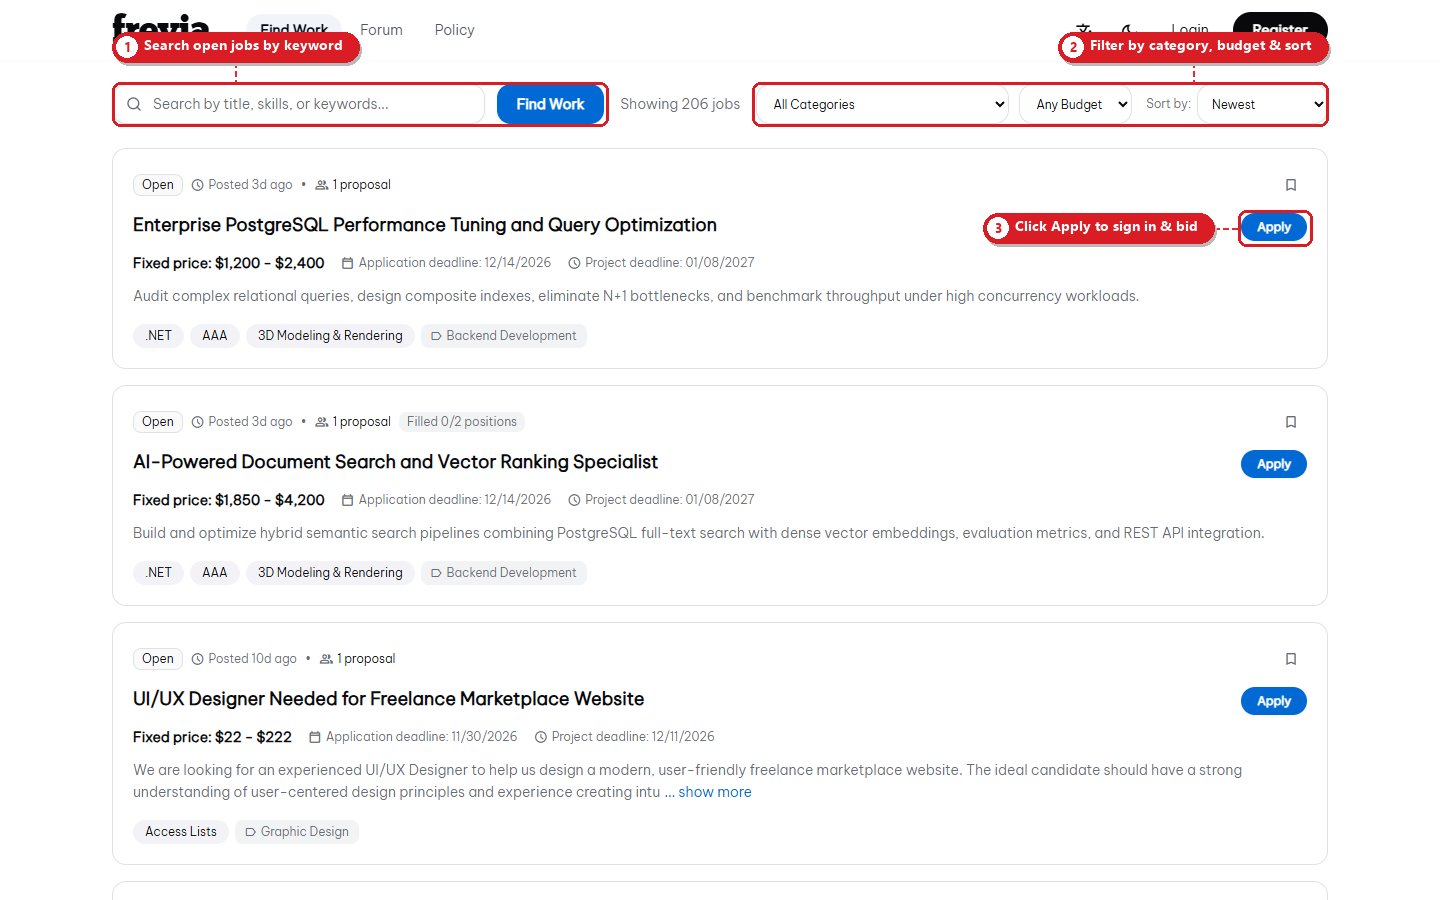 frevia
Find Work
Forum
Policy
Login
Register
1 Search open jobs by keyword
2 Filter by category, budget & sort
Search by title, skills, or keywords...
Find Work
Showing 206 jobs
All Categories
Any Budget
Sort by:
Newest
Open
Posted 3d ago • 1 proposal
Enterprise PostgreSQL Performance Tuning and Query Optimization
3 Click Apply to sign in & bid
Apply
Fixed price: $1,200 - $2,400
Application deadline: 12/14/2026
Project deadline: 01/08/2027
Audit complex relational queries, design composite indexes, eliminate N+1 bottlenecks, and benchmark throughput under high concurrency workloads.
.NET
AAA
3D Modeling & Rendering
Backend Development
Open
Posted 3d ago • 1 proposal
Filled 0/2 positions
AI-Powered Document Search and Vector Ranking Specialist
Apply
Fixed price: $1,850 - $4,200
Application deadline: 12/14/2026
Project deadline: 01/08/2027
Build and optimize hybrid semantic search pipelines combining PostgreSQL full-text search with dense vector embeddings, evaluation metrics, and REST API integration.
.NET
AAA
3D Modeling & Rendering
Backend Development
Open
Posted 10d ago • 1 proposal
UI/UX Designer Needed for Freelance Marketplace Website
Apply
Fixed price: $22 - $222
Application deadline: 11/30/2026
Project deadline: 12/11/2026
We are looking for an experienced UI/UX Designer to help us design a modern, user-friendly freelance marketplace website. The ideal candidate should have a strong
understanding of user-centered design principles and experience creating intu ... show more
Access Lists
Graphic Design